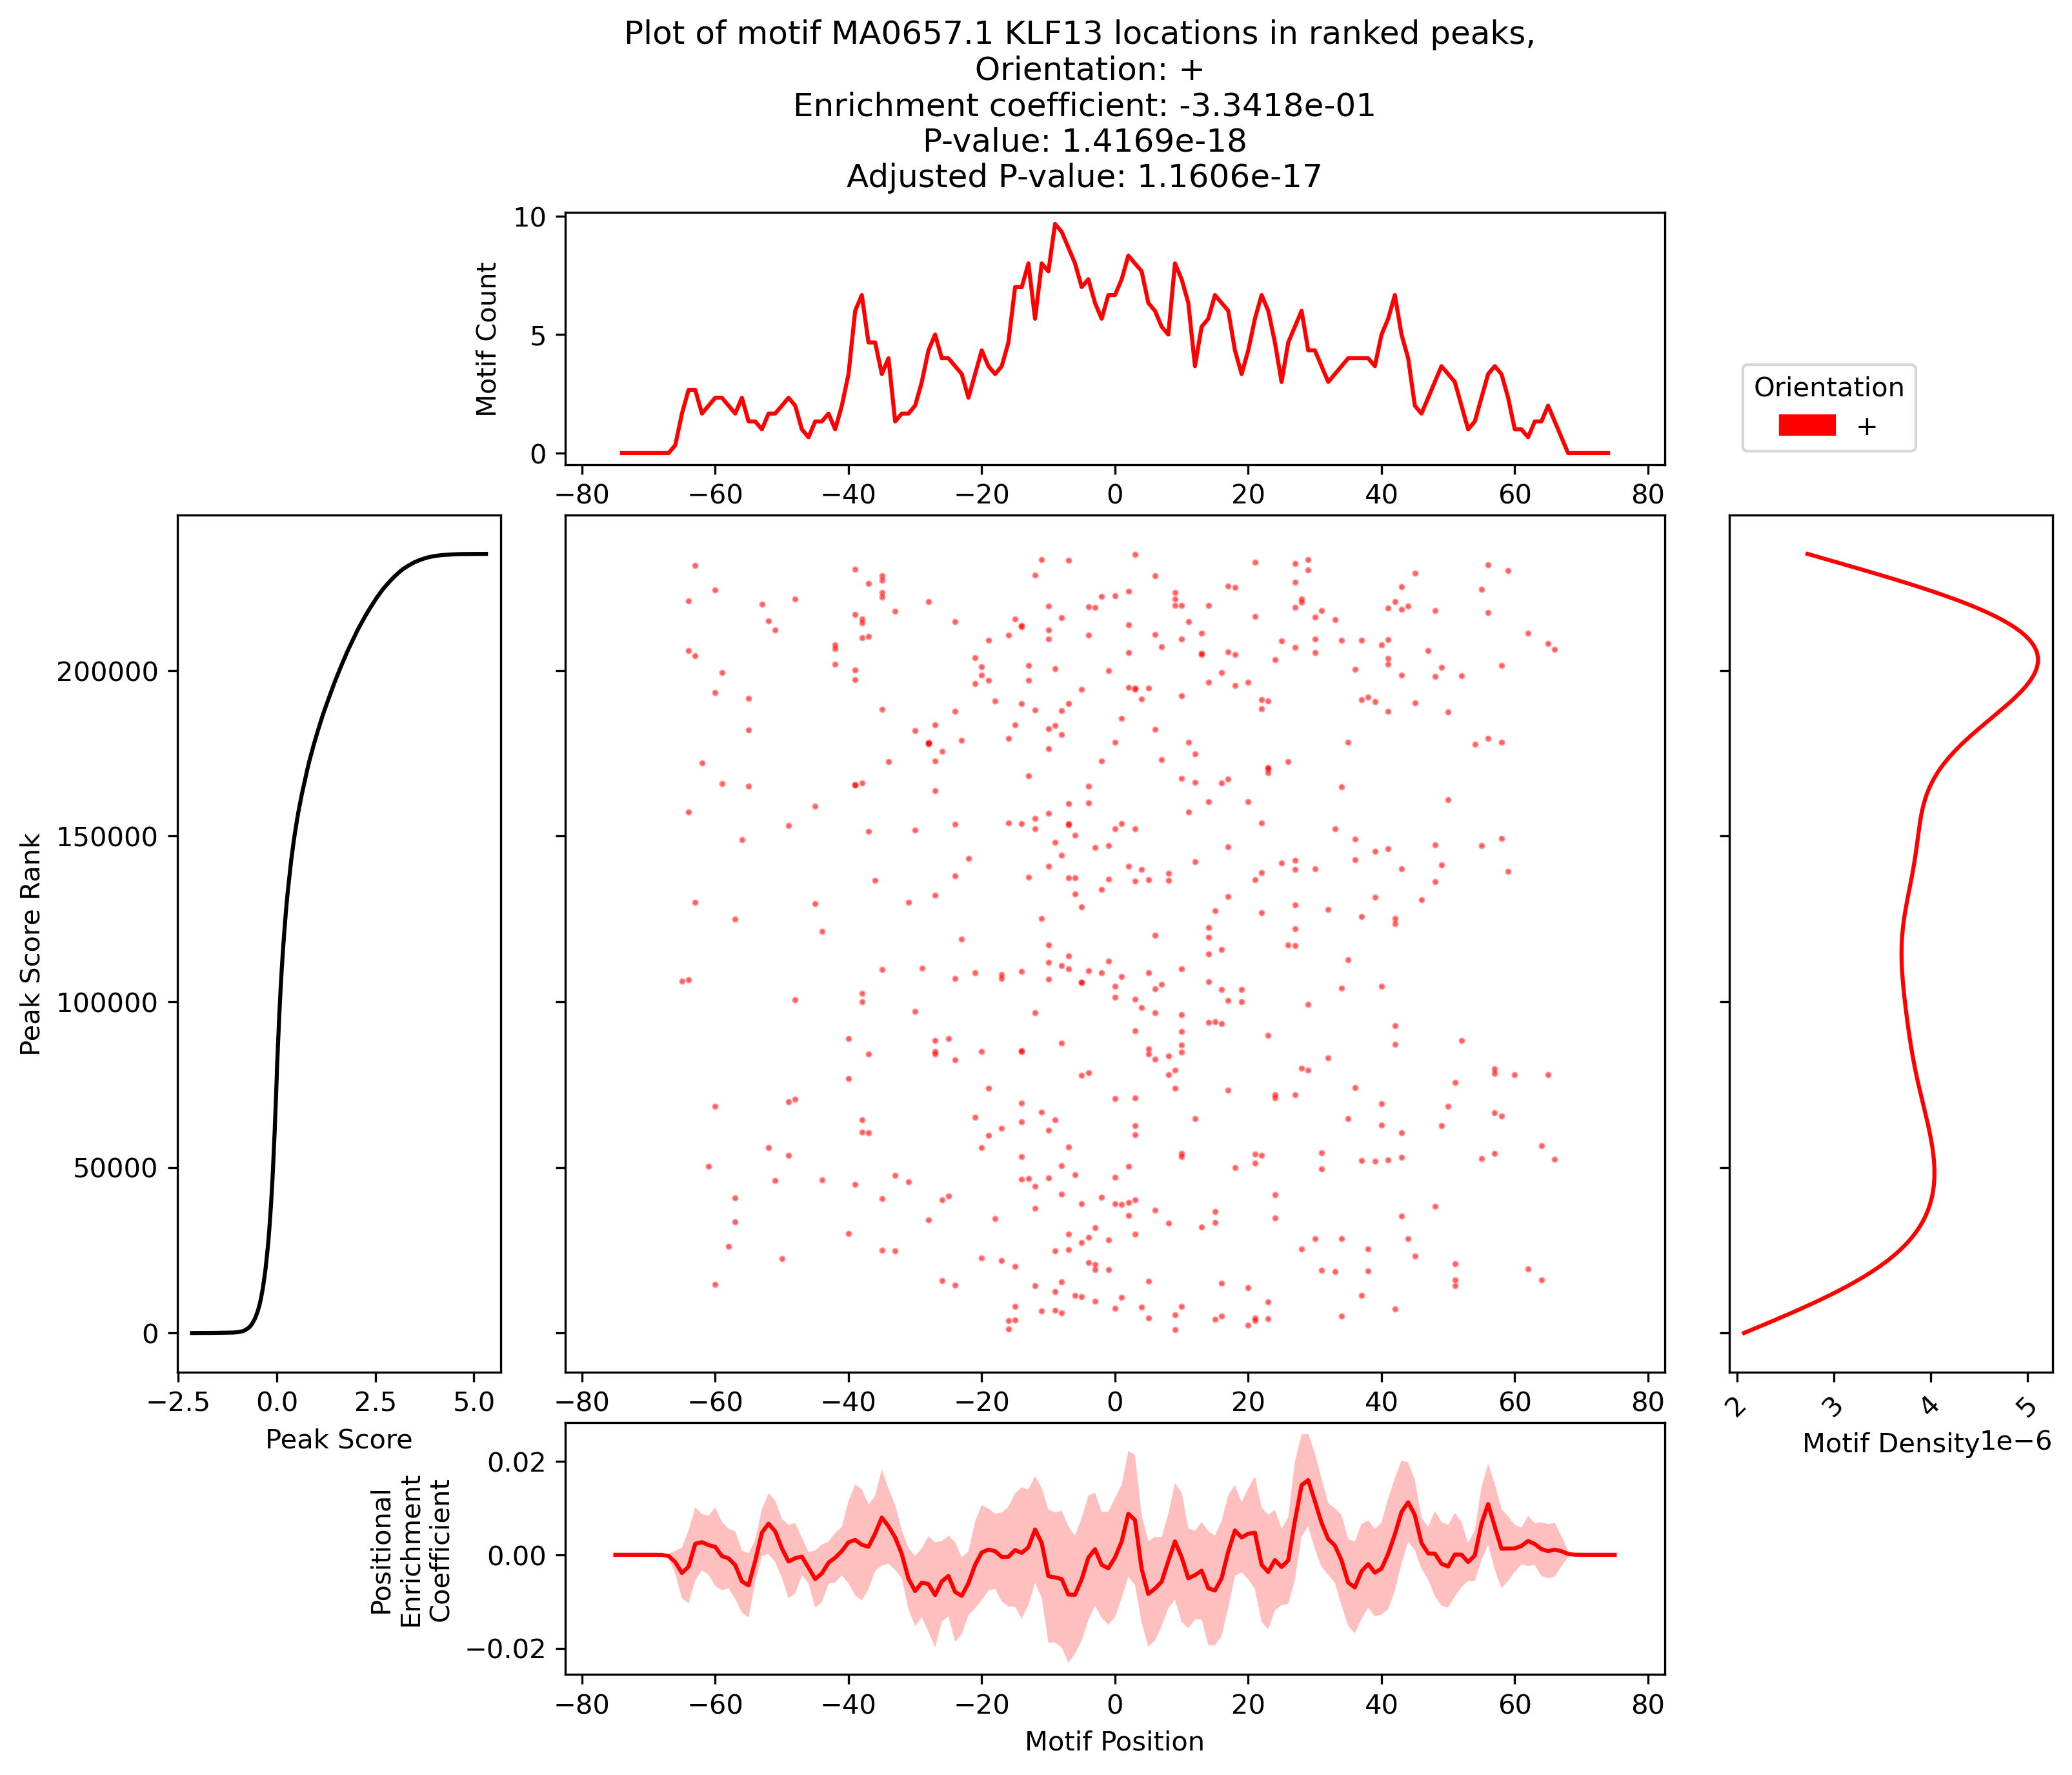 Plot of motif MA0657.1 KLF13 locations in ranked peaks,
Orientation: +
Enrichment coefficient: -3.3418e-01
P-value: 1.4169e-18
Adjusted P-value: 1.1606e-17
10
5
0
Motif Count
−80 −60 −40 −20 0 20 40 60 80
Orientation
+
200000
150000
100000
50000
0
Peak Score Rank
−2.5 0.0 2.5 5.0
Peak Score
−80 −60 −40 −20 0 20 40 60 80
2 3 4 5
Motif Density
1e−6
0.02
0.00
−0.02
Positional
Enrichment
Coefficient
−80 −60 −40 −20 0 20 40 60 80
Motif Position